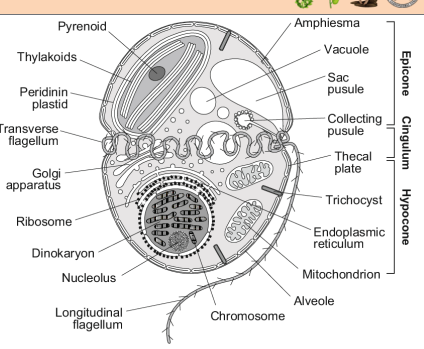 Pyrenoid
Thylakoids
Peridinin
plastid
Transverse
flagellum
Golgi
apparatus
Ribosome
Dinokaryon
Nucleolus
Longitudinal
flagellum
Chromosome
Amphiesma
Vacuole
Sac
pusule
Collecting
pusule
Thecal
plate
Trichocyst
Endoplasmic
reticulum
Mitochondrion
Alveole
Epicone
Cingulum
Hypocone